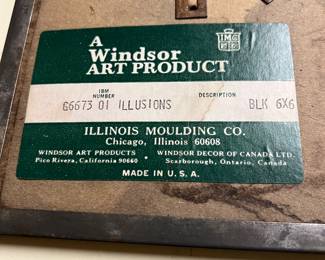 A
Windsor
ART PRODUCT
IMC
IBM
NUMBER
DESCRIPTION
G6673 01 ILLUSIONS
BLK 6X6
ILLINOIS MOULDING CO.
Chicago, Illinois 60608
WINDSOR ART PRODUCTS • WINDSOR DECOR OF CANADA LTD.
Pico Rivera, California 90660 Scarborough, Ontario, Canada
MADE IN U.S.A.